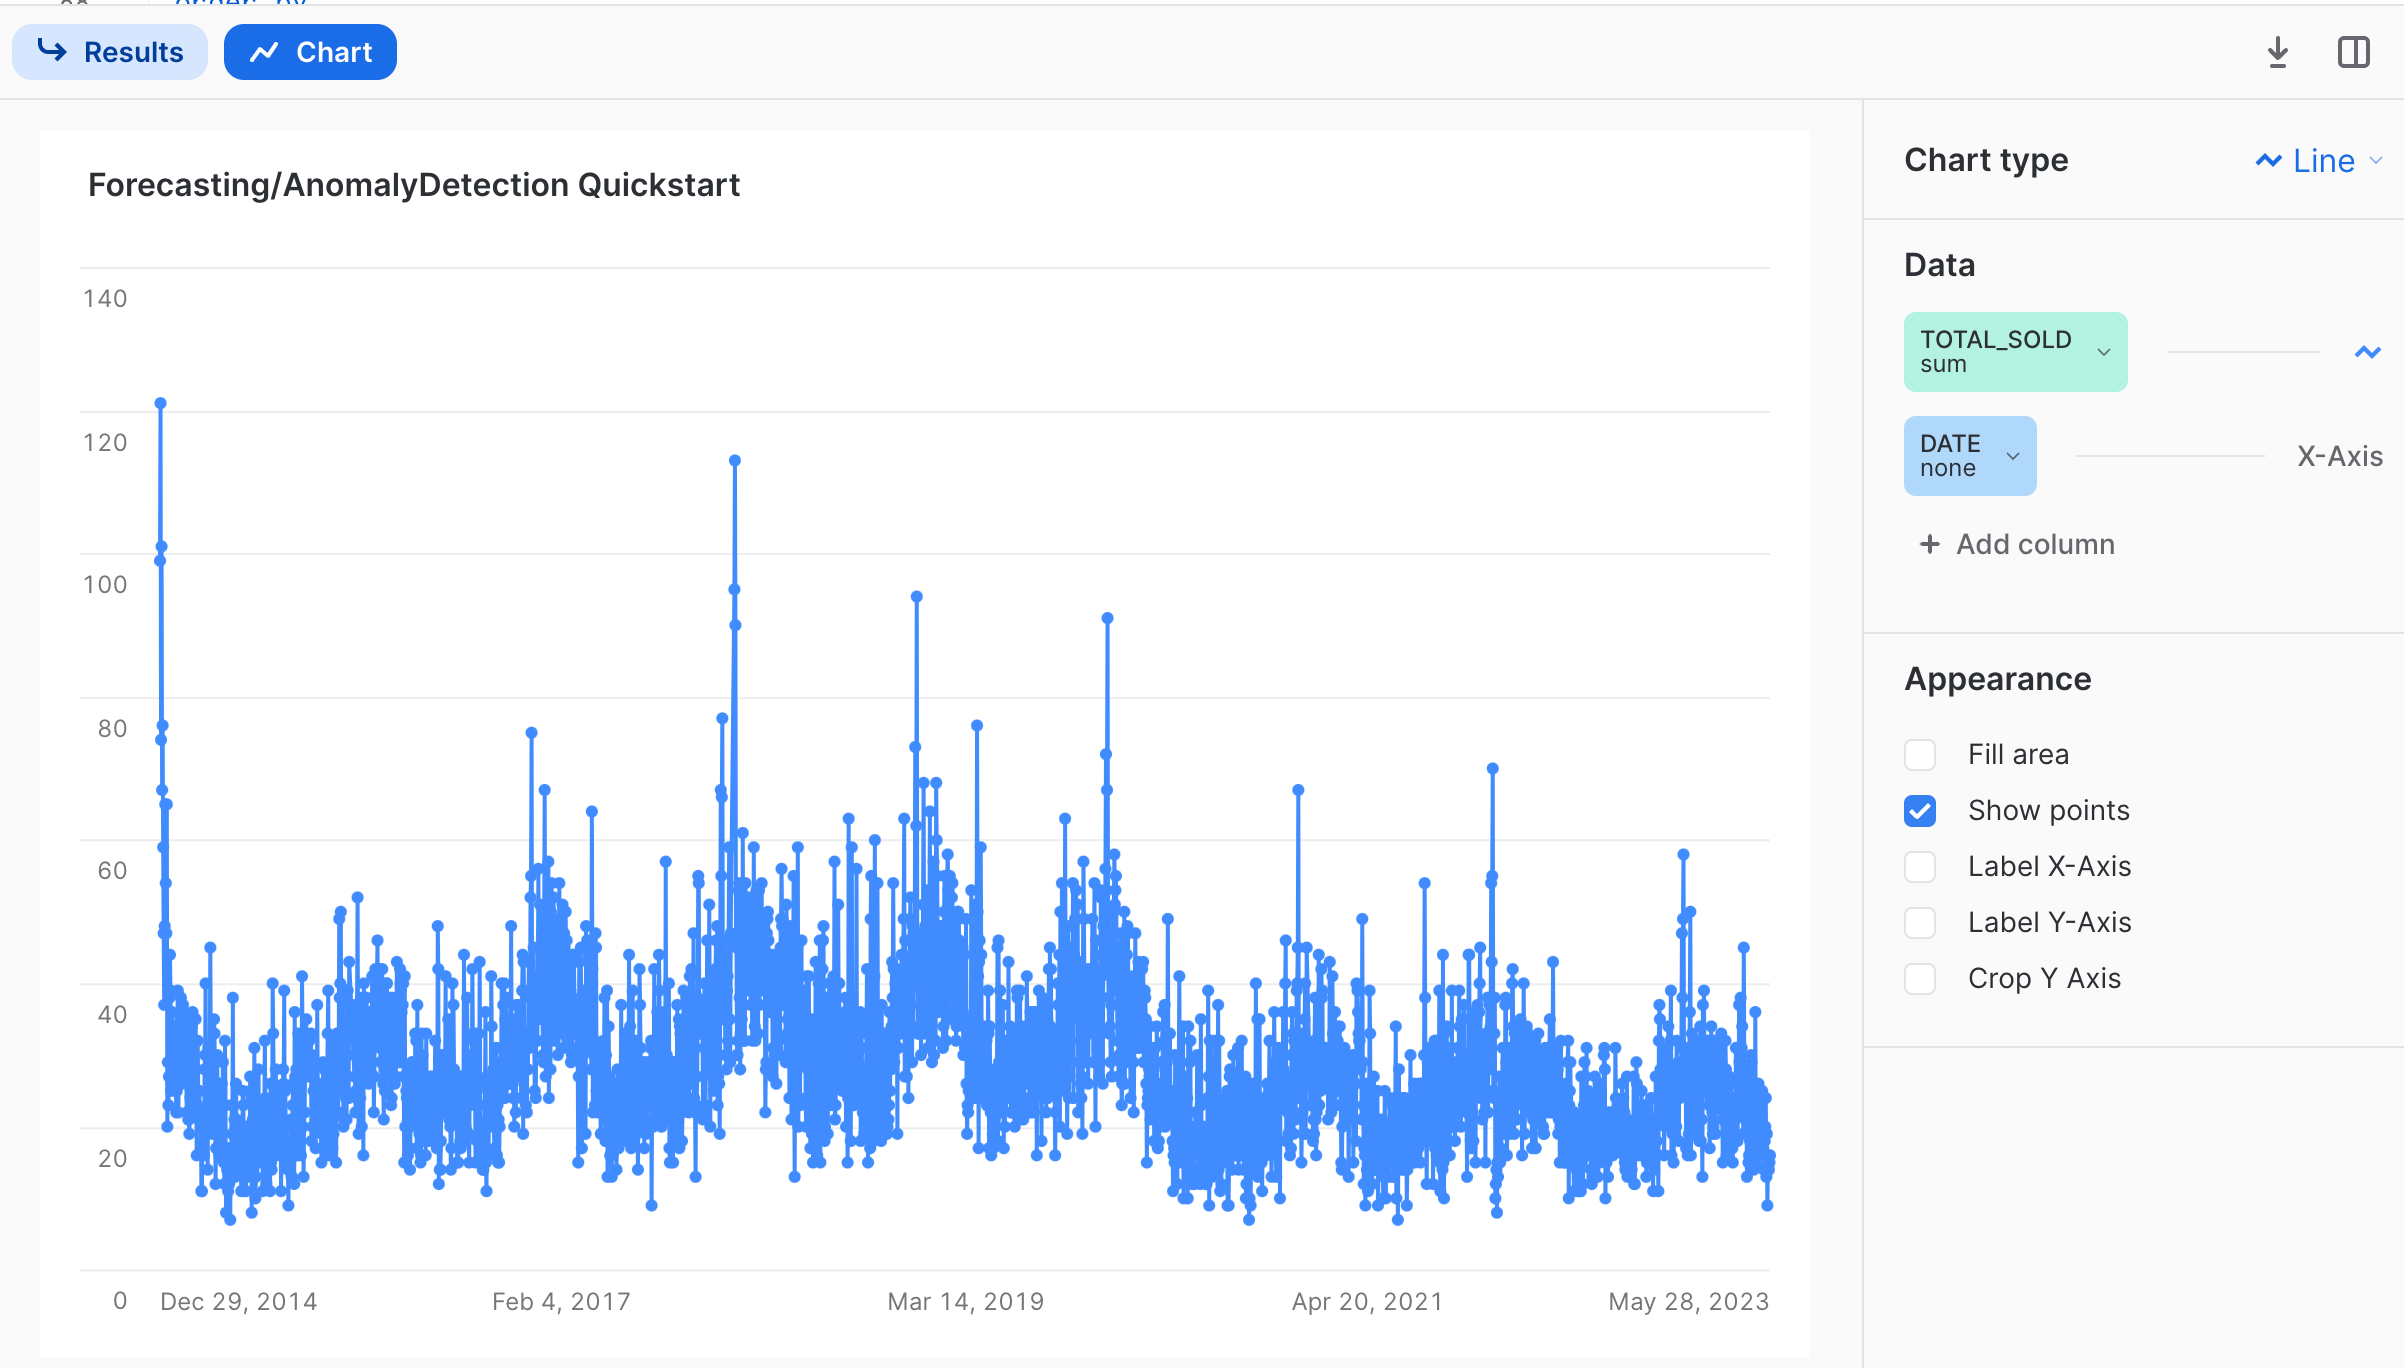 Results
Chart
Forecasting/AnomalyDetection Quickstart
140
120
100
80
60
40
20
0
Dec 29, 2014
Feb 4, 2017
Mar 14, 2019
Apr 20, 2021
May 28, 2023
Chart type
Line
Data
TOTAL_SOLD
sum
DATE
none
X-Axis
+ Add column
Appearance
Fill area
Show points
Label X-Axis
Label Y-Axis
Crop Y Axis